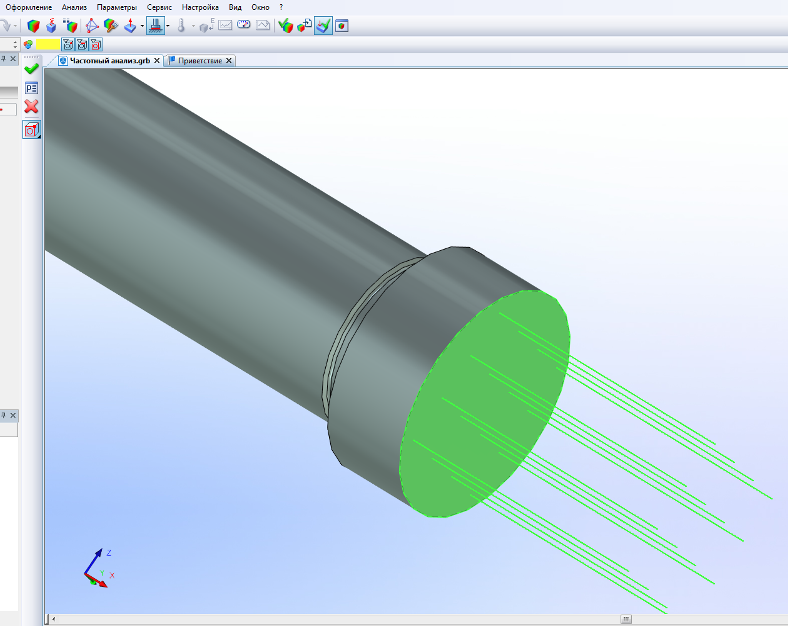 Оформление Анализ Параметры Сервис Настройка Вид Окно ?
Частотный анализ.grb Приветствие
Z
Y X